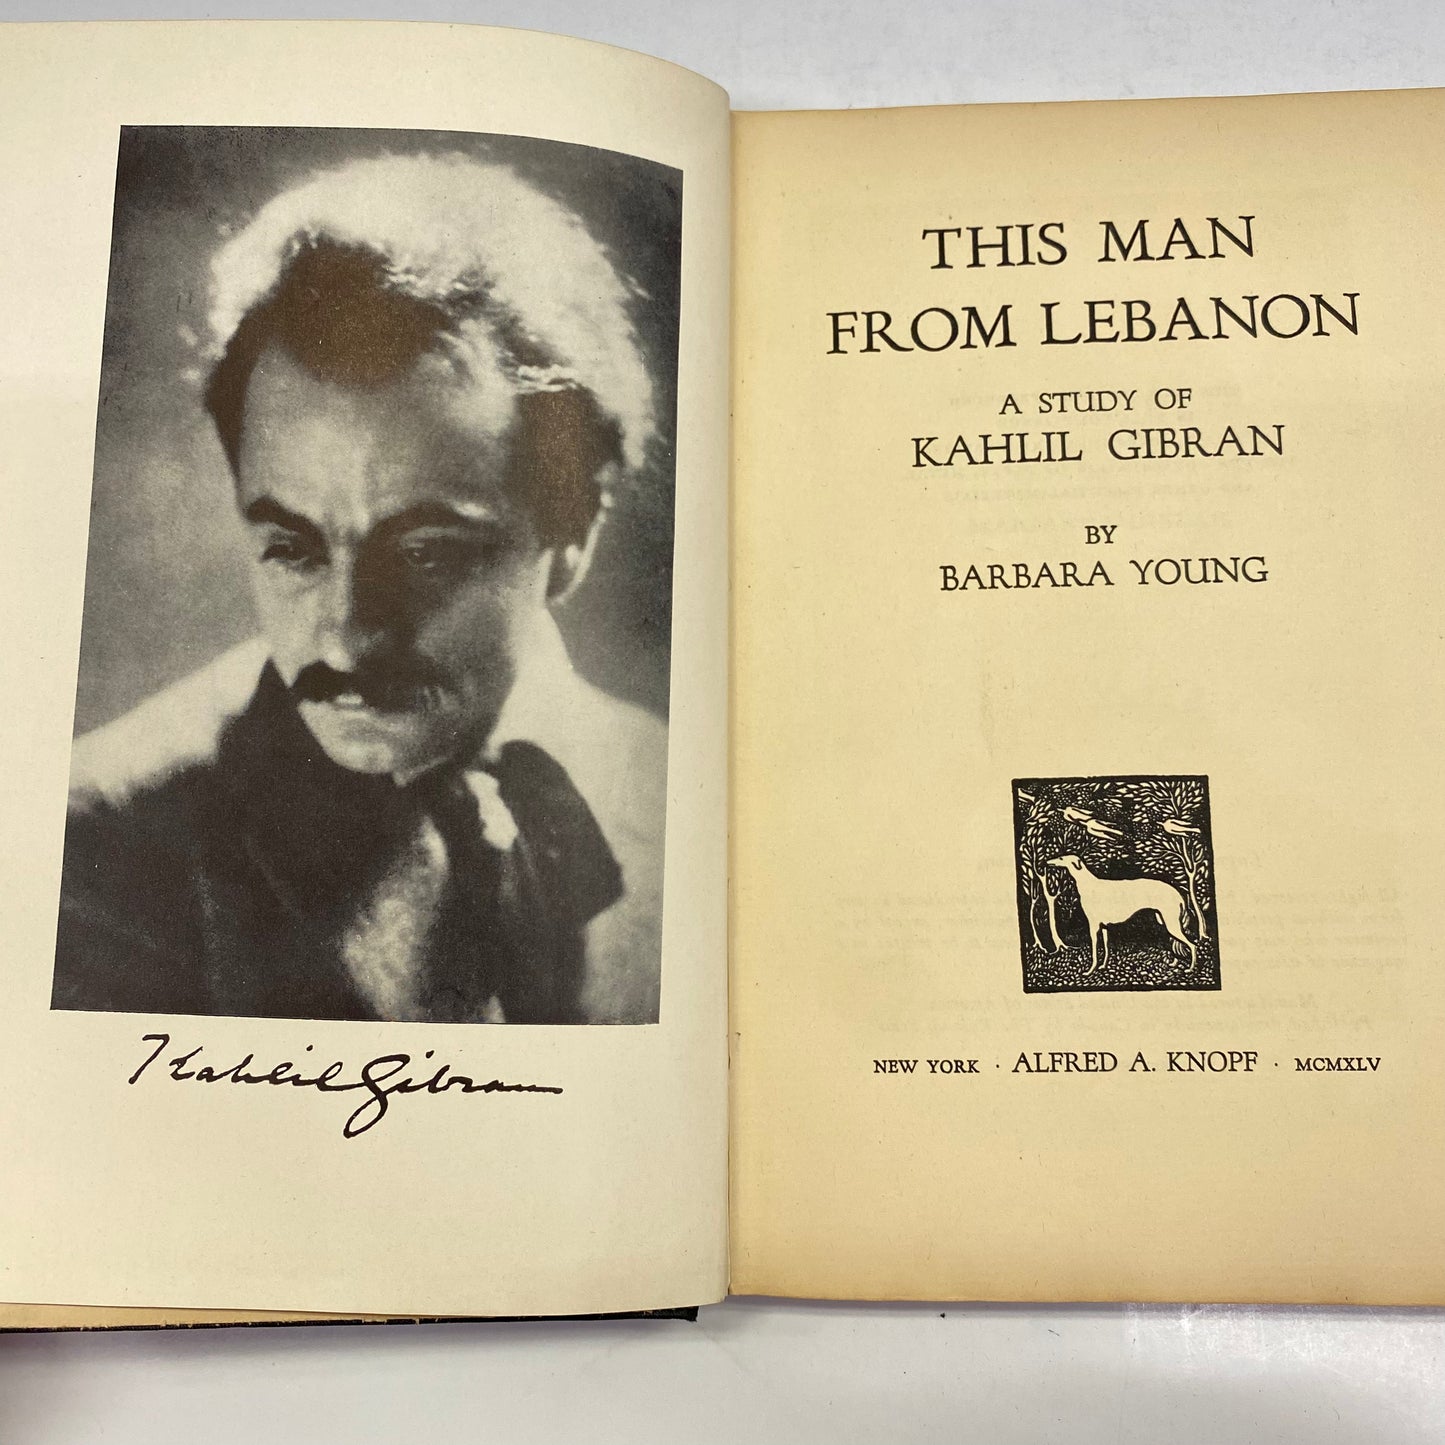 Kahlil Gibran
THIS MAN
FROM LEBANON
A STUDY OF
KAHLIL GIBRAN
BY
BARBARA YOUNG
NEW YORK · ALFRED A. KNOPF · MCMXLV